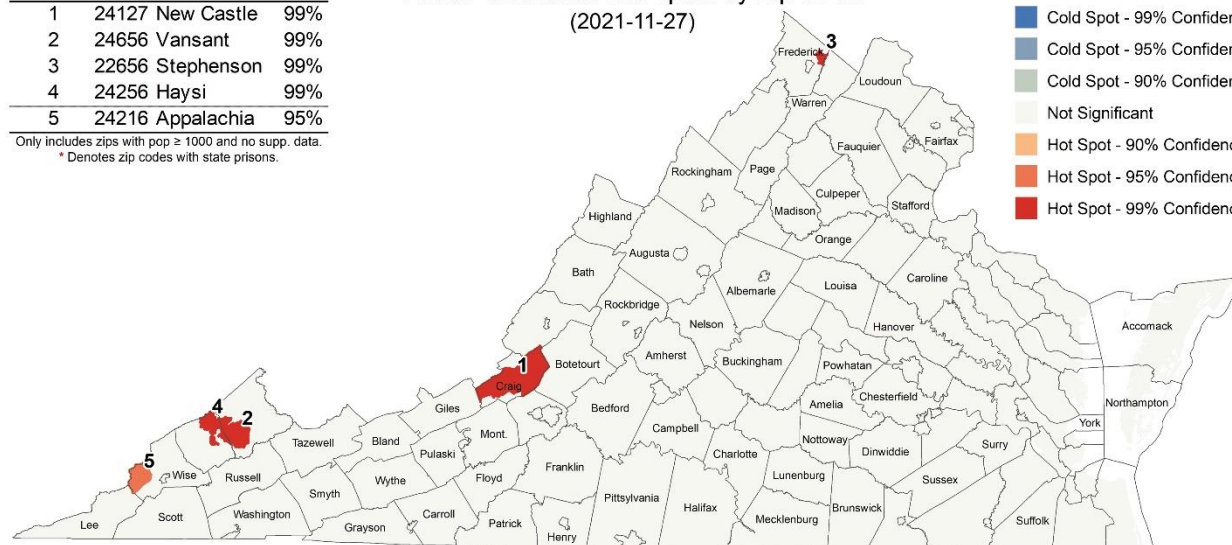 1 24127 New Castle 99%
2 24656 Vansant 99%
3 22656 Stephenson 99%
4 24256 Haysi 99%
5 24216 Appalachia 95%
Only includes zips with pop ≥ 1000 and no supp. data.
* Denotes zip codes with state prisons.
(2021-11-27)
Cold Spot - 99% Confiden
Cold Spot - 95% Confiden
Cold Spot - 90% Confiden
Not Significant
Hot Spot - 90% Confidenc
Hot Spot - 95% Confidenc
Hot Spot - 99% Confidenc
3
Frederick
Loudoun
Warren
Fairfax
Fauquier
Page
Rockingham
Culpeper
Stafford
Madison
Highland
Orange
Augusta
Bath
Caroline
Louisa
Albemarle
Rockbridge
Nelson
Hanover
Accomack
1
Botetourt
Amherst
Buckingham
Powhatan
Craig
Chesterfield
Northampton
Amelia
4
Giles
Bedford
2
York
Campbell
Mont.
Nottoway
Surry
Tazewell
Bland
Dinwiddie
Pulaski
Charlotte
5
Franklin
Wise
Russell
Wythe
Floyd
Lunenburg
Sussex
Smyth
Pittsylvania
Halifax
Brunswick
Carroll
Washington
Scott
Mecklenburg
Suffolk
Lee
Grayson
Patrick
Henry